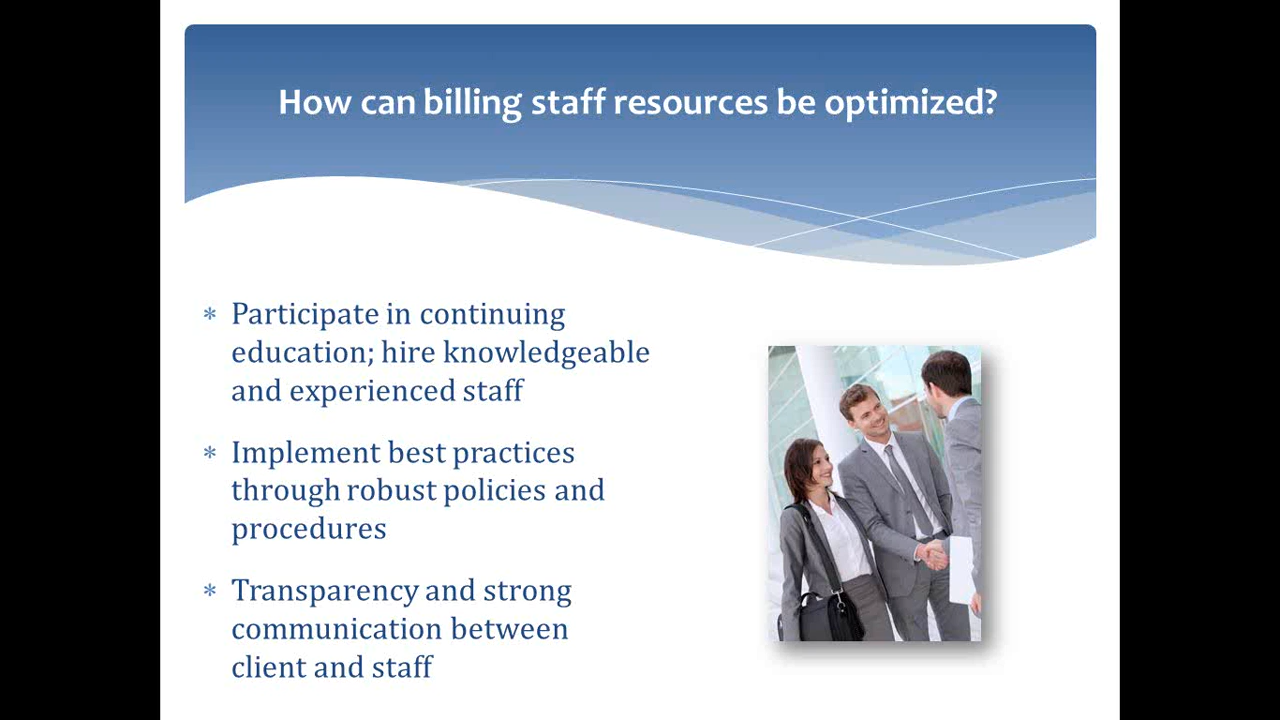 How can billing staff resources be optimized?
* Participate in continuing
education; hire knowledgeable
and experienced staff
* Implement best practices
through robust policies and
procedures
* Transparency and strong
communication between
client and staff